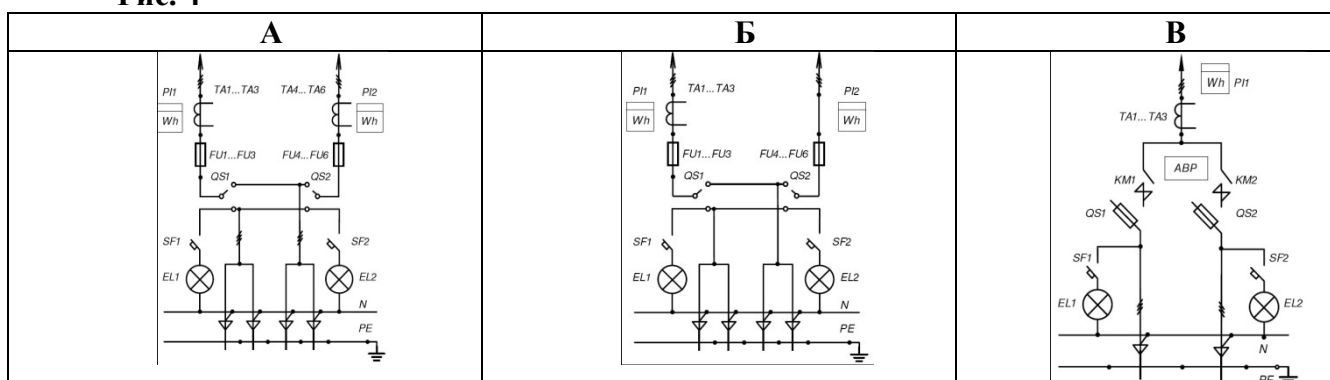 Рис. 4
А Б В
PI1 TA1...TA3 TA4...TA6 PI2
Wh Wh
FU1...FU3 FU4...FU6
QS1 QS2
SF1 SF2
EL1 EL2
N
PE
PI1 TA1...TA3 PI2
Wh Wh
FU1...FU3 FU4...FU6
QS1 QS2
SF1 SF2
EL1 EL2
N
PE
Wh PI1
TA1...TA3
АВР
KM1 KM2
QS1 QS2
SF1 SF2
EL1 EL2
N
PE